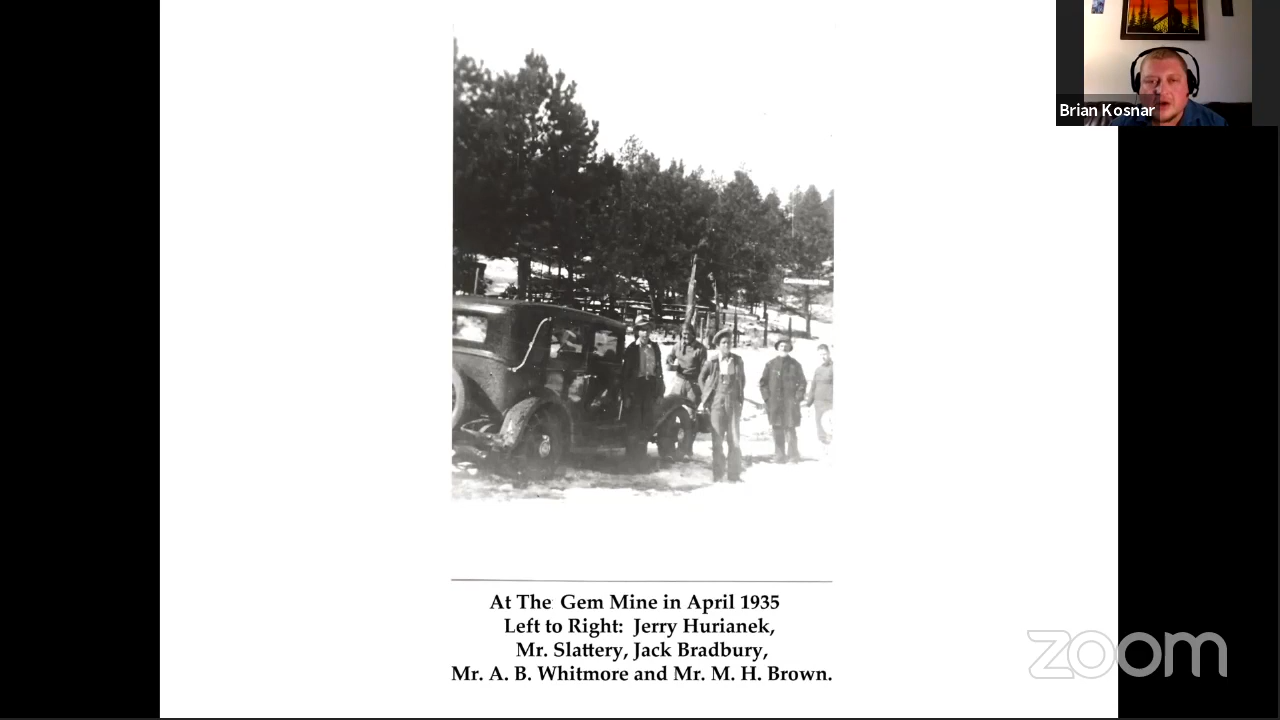 Brian Kosnar
At The Gem Mine in April 1935
Left to Right: Jerry Hurianek,
Mr. Slattery, Jack Bradbury,
Mr. A. B. Whitmore and Mr. M. H. Brown.
zoom